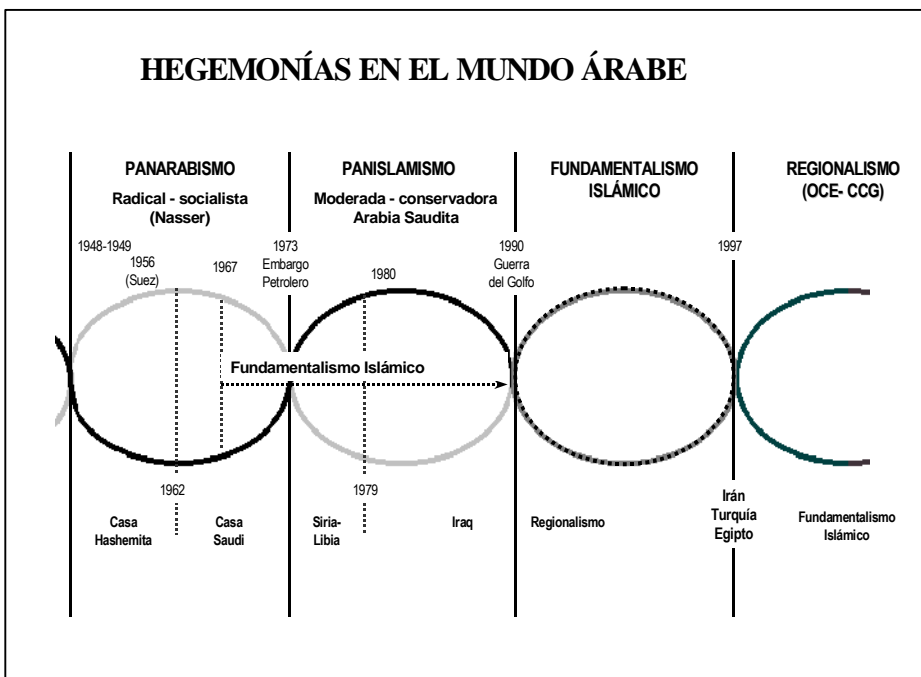 HEGEMONÍAS EN EL MUNDO ÁRABE
PANARABISMO
Radical - socialista
(Nasser)
PANISLAMISMO
Moderada - conservadora
Arabia Saudita
FUNDAMENTALISMO
ISLÁMICO
REGIONALISMO
(OCE- CCG)
1948-1949
1956
(Suez)
1967
1973
Embargo
Petrolero
1980
1990
Guerra
del Golfo
1997
Fundamentalismo Islámico
1962
1979
Casa
Hashemita
Casa
Saudi
Siria-
Libia
Iraq
Regionalismo
Irán
Turquía
Egipto
Fundamentalismo
Islámico